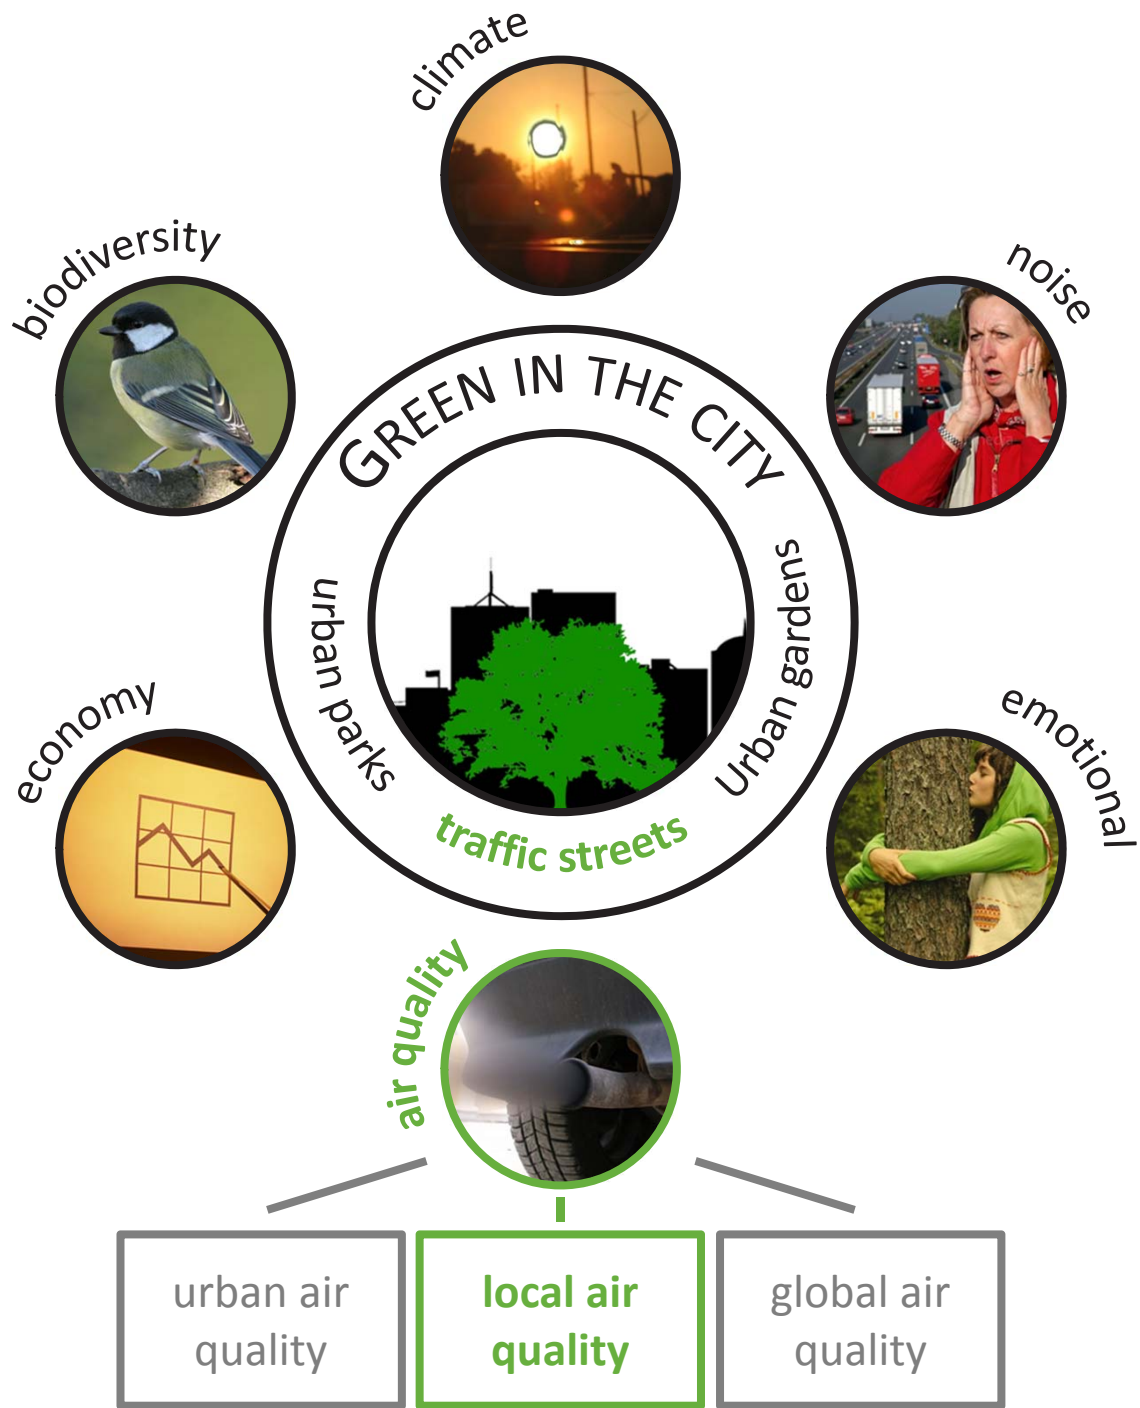 climate
biodiversity
noise
GREEN IN THE CITY
urban parks
Urban gardens
traffic streets
economy
emotional
air quality
urban air
quality
local air
quality
global air
quality